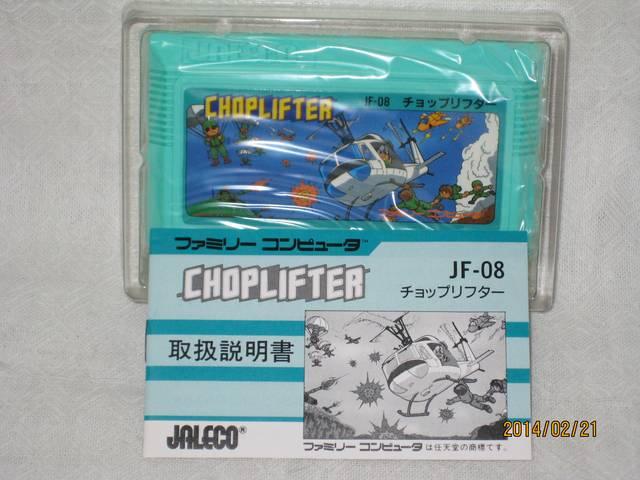 JALECO
CHOPLIFTER
JF-08 チョップリフター
ファミリー コンピュータ™
CHOPLIFTER
JF-08
チョップリフター
取扱説明書
JALECO®
ファミリーコンピュータは任天堂の商標です。
2014/02/21